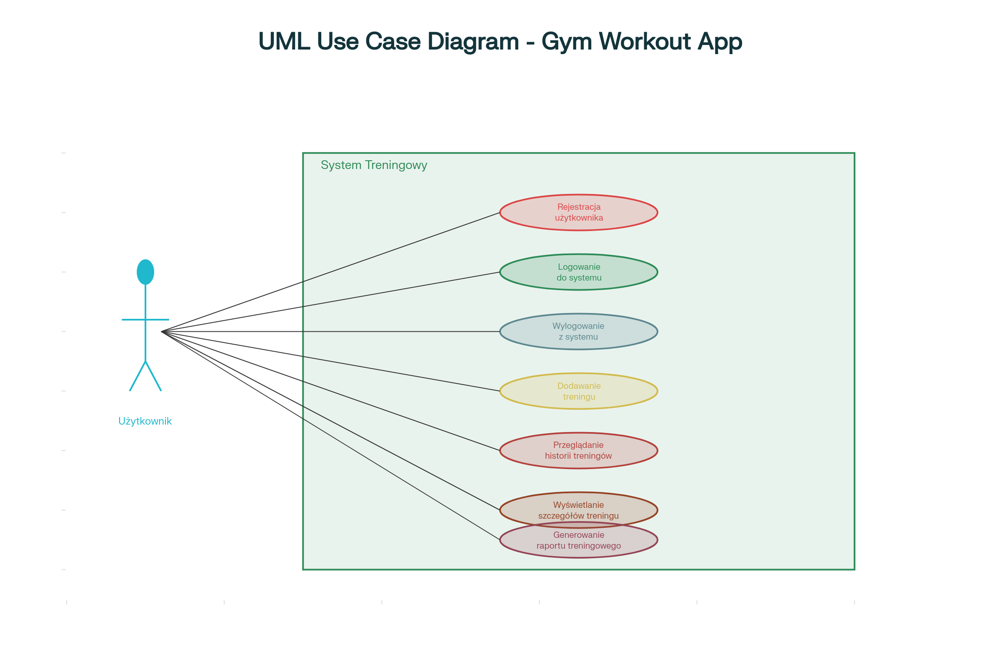 UML Use Case Diagram - Gym Workout App
System Treningowy
Rejestracja
użytkownika
Logowanie
do systemu
Wylogowanie
z systemu
Dodawanie
treningu
Użytkownik
Przeglądanie
historii treningów
Wyświetlanie
szczegółów treningu
Generowanie
raportu treningowego